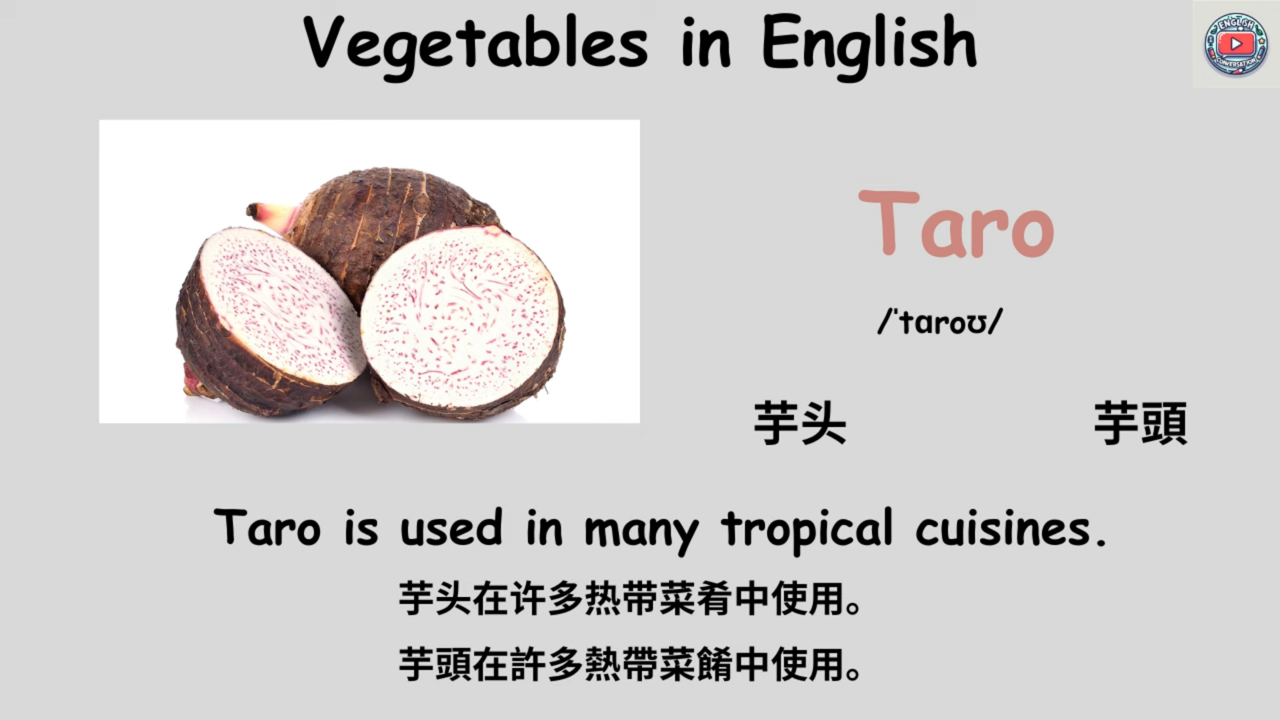 Vegetables in English
ENGLISH
CONVERSATION
Taro
/ˈtɑroʊ/
芋头 芋頭
Taro is used in many tropical cuisines.
芋头在许多热带菜肴中使用。
芋頭在許多熱帶菜餚中使用。